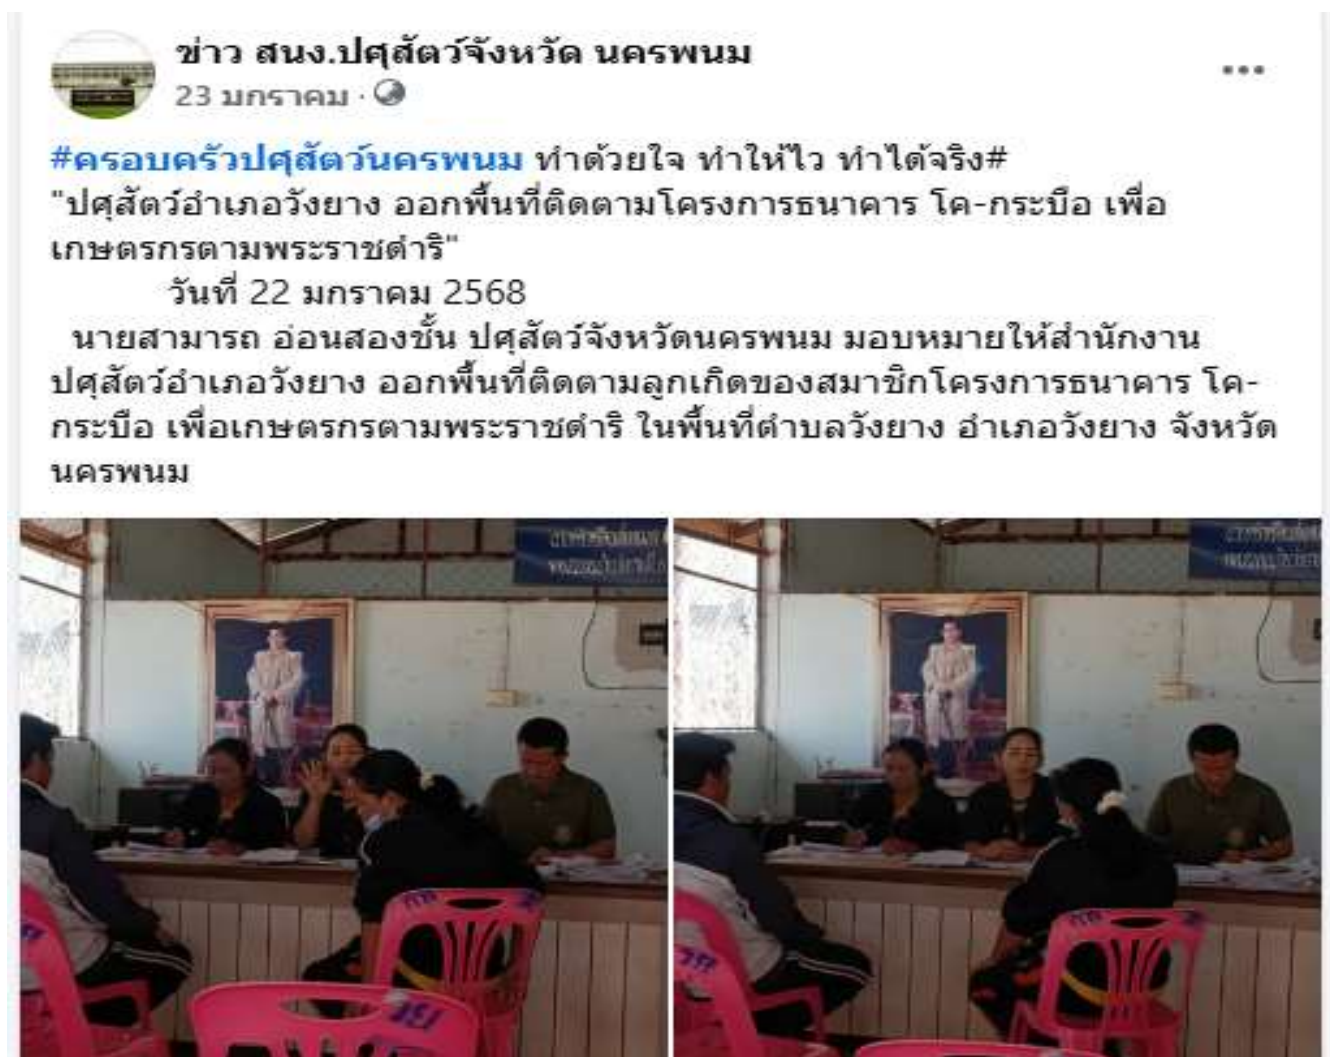 ข่าว สนง.ปศุสัตว์จังหวัด นครพนม
23 มกราคม ·
#ครอบครัวปศุสัตว์นครพนม ทำด้วยใจ ทำให้ไว ทำได้จริง#
"ปศุสัตว์อำเภอวังยาง ออกพื้นที่ติดตามโครงการธนาคาร โค-กระบือ เพื่อ
เกษตรกรตามพระราชดำริ"
วันที่ 22 มกราคม 2568
นายสามารถ อ่อนสองชั้น ปศุสัตว์จังหวัดนครพนม มอบหมายให้สำนักงาน
ปศุสัตว์อำเภอวังยาง ออกพื้นที่ติดตามลูกเกิดของสมาชิกโครงการธนาคาร โค-
กระบือ เพื่อเกษตรกรตามพระราชดำริ ในพื้นที่ตำบลวังยาง อำเภอวังยาง จังหวัด
นครพนม